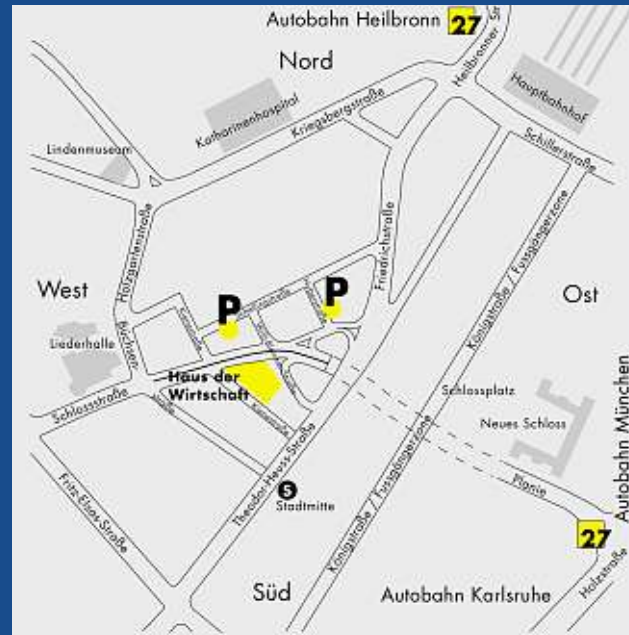 Autobahn Heilbronn 27
Nord
Heilbronner Str
Hauptbahnhof
Katharinenhospital
Kriegsbergstraße
Schillerstraße
Lindenmuseum
Holzgartenstraße
Friedrichstraße
Königstraße / Fussgängerzone
West
P
P
Ost
Büchsen-
Liederhalle
Haus der
Wirtschaft
Schlossstraße
Schlossplatz
Neues Schloss
Autobahn München
Theodor-Heuss-Straße
Fritz-Elsas-Straße
S
Stadtmitte
Königstraße / Fussgängerzone
Planie
27
Holzstraße
Süd
Autobahn Karlsruhe